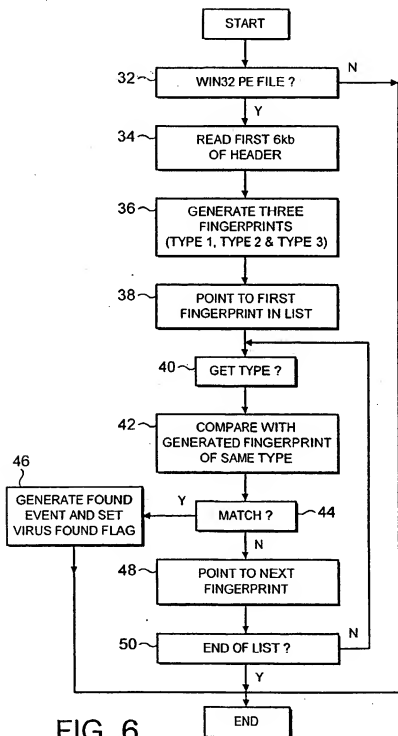 START
32 WIN32 PE FILE ? N
Y
34 READ FIRST 6kb
OF HEADER
36 GENERATE THREE
FINGERPRINTS
(TYPE 1, TYPE 2 & TYPE 3)
38 POINT TO FIRST
FINGERPRINT IN LIST
40 GET TYPE ?
42 COMPARE WITH
GENERATED FINGERPRINT
OF SAME TYPE
46
GENERATE FOUND
EVENT AND SET
VIRUS FOUND FLAG
Y MATCH ? 44
N
48 POINT TO NEXT
FINGERPRINT
50 END OF LIST ? N
Y
END
FIG. 6